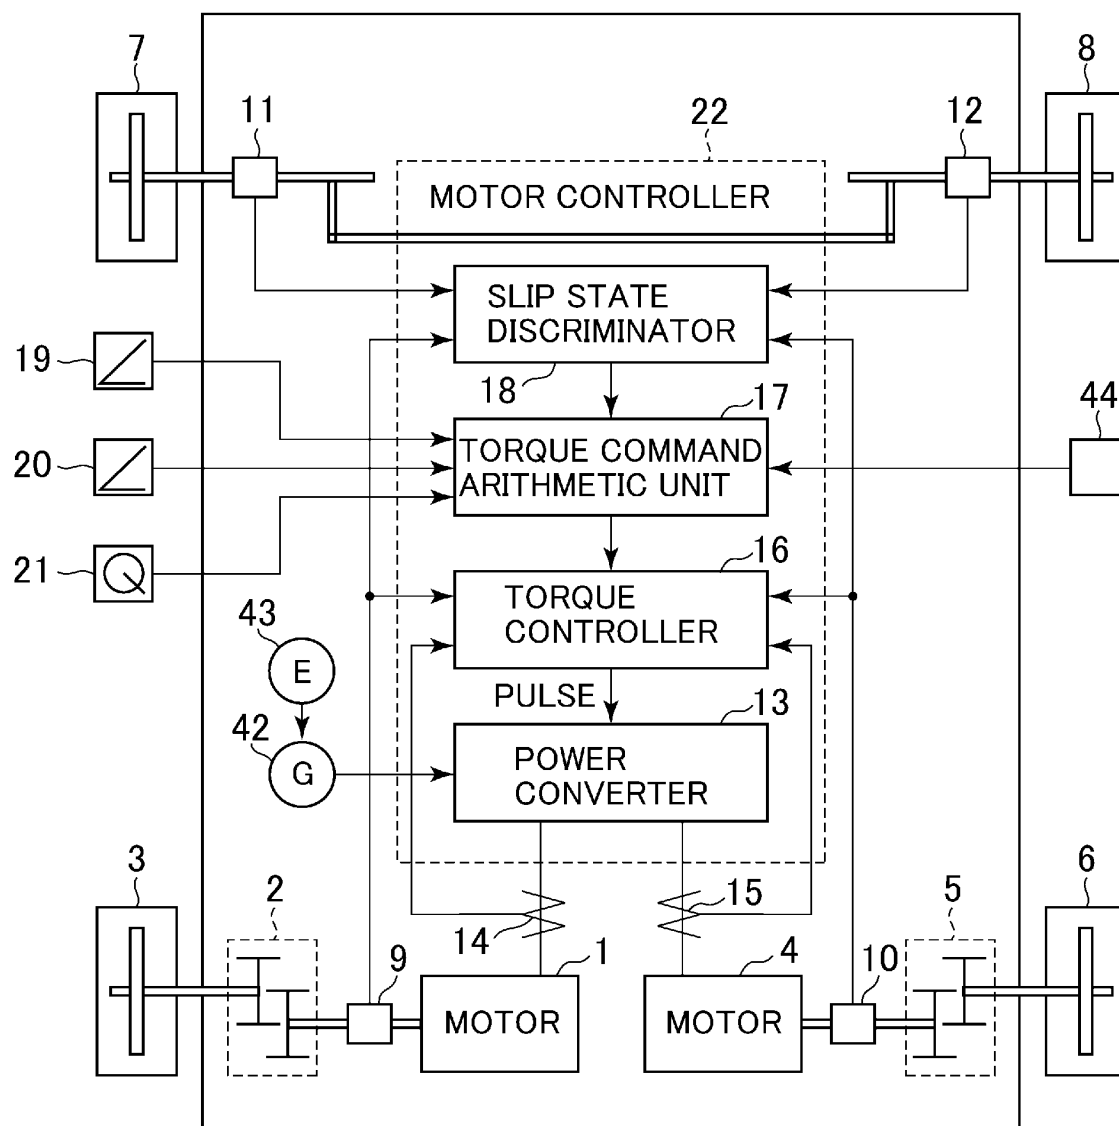 7
8
11
22
12
MOTOR CONTROLLER
SLIP STATE
DISCRIMINATOR
19
18
17
44
20
TORQUE COMMAND
ARITHMETIC UNIT
21
16
TORQUE
CONTROLLER
43
E
PULSE
13
42
G
POWER
CONVERTER
3
2
15
5
6
14
9
1
4
10
MOTOR
MOTOR